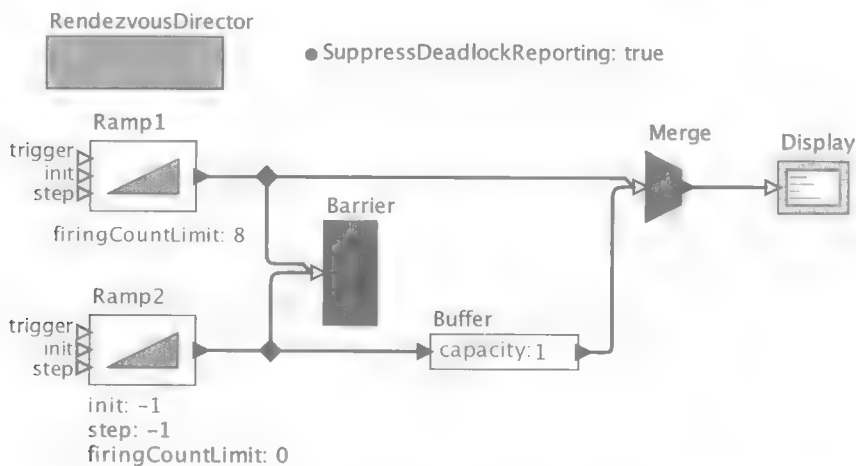 RendezvousDirector
SuppressDeadlockReporting: true
Ramp1
trigger
init
step
firingCountLimit: 8
Merge
Display
Barrier
Ramp2
trigger
init
step
init: -1
step: -1
firingCountLimit: 0
Buffer
capacity: 1